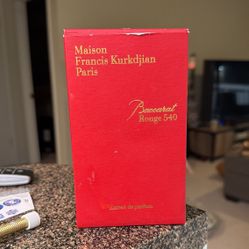 Maison
Francis Kurkdjian
Paris
Baccarat
Rouge 540
Extrait de parfum